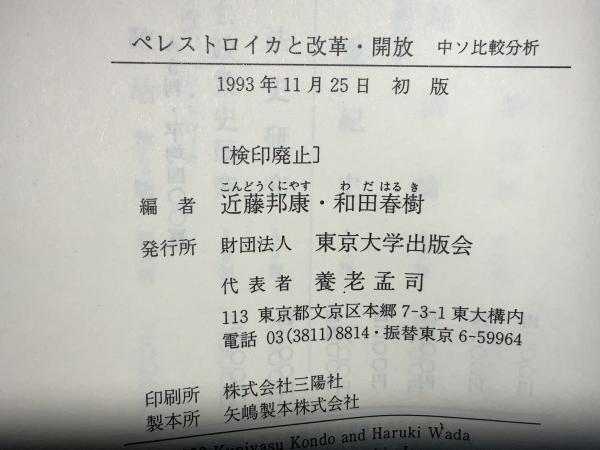 ペレストロイカと改革・開放 中ソ比較分析
1993年11月25日 初 版
[検印廃止]
こんどうくにやす わだはるき
編 者 近藤邦康・和田春樹
発行所 財団法人 東京大学出版会
代表者 養老孟司
113 東京都文京区本郷7-3-1東大構内
電話 03(3811)8814・振替東京6-59964
印刷所 株式会社三陽社
製本所 矢嶋製本株式会社
Kuniyasu Kondo and Haruki Wada